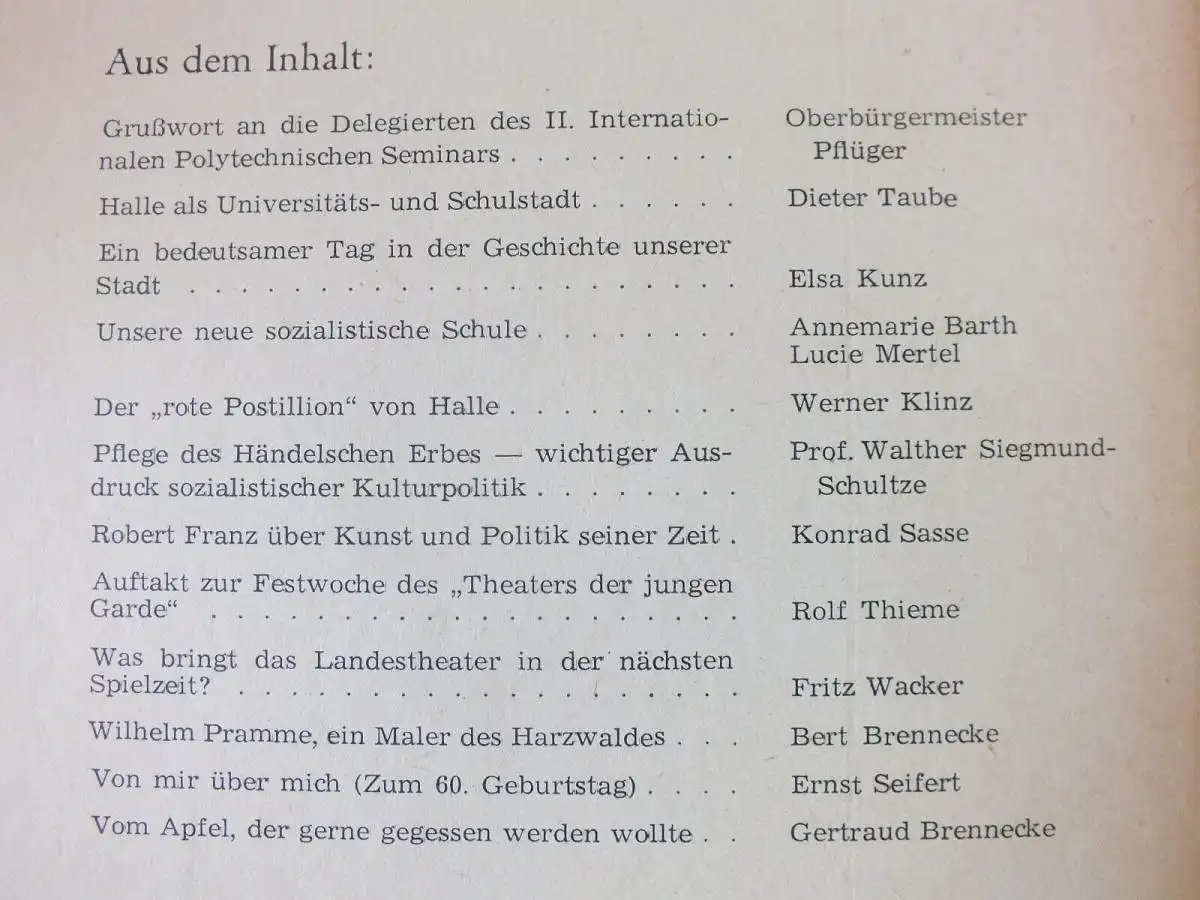 Aus dem Inhalt:
Grußwort an die Delegierten des II. Internatio- Oberbürgermeister
nalen Polytechnischen Seminars . . . . . . . . . Pflüger
Halle als Universitäts- und Schulstadt . . . . . . Dieter Taube
Ein bedeutsamer Tag in der Geschichte unserer
Stadt . . . . . . . . . . . . . . . . . . . . . Elsa Kunz
Unsere neue sozialistische Schule . . . . . . . . Annemarie Barth
Lucie Mertel
Der „rote Postillion“ von Halle . . . . . . . . . Werner Klinz
Pflege des Händelschen Erbes — wichtiger Aus- Prof. Walther Siegmund-
druck sozialistischer Kulturpolitik . . . . . . . . Schultze
Robert Franz über Kunst und Politik seiner Zeit . Konrad Sasse
Auftakt zur Festwoche des „Theaters der jungen
Garde“ . . . . . . . . . . . . . . . . . . . . Rolf Thieme
Was bringt das Landestheater in der nächsten
Spielzeit? . . . . . . . . . . . . . . . . . . . Fritz Wacker
Wilhelm Pramme, ein Maler des Harzwaldes . . . Bert Brennecke
Von mir über mich (Zum 60. Geburtstag) . . . . Ernst Seifert
Vom Apfel, der gerne gegessen werden wollte . . Gertraud Brennecke